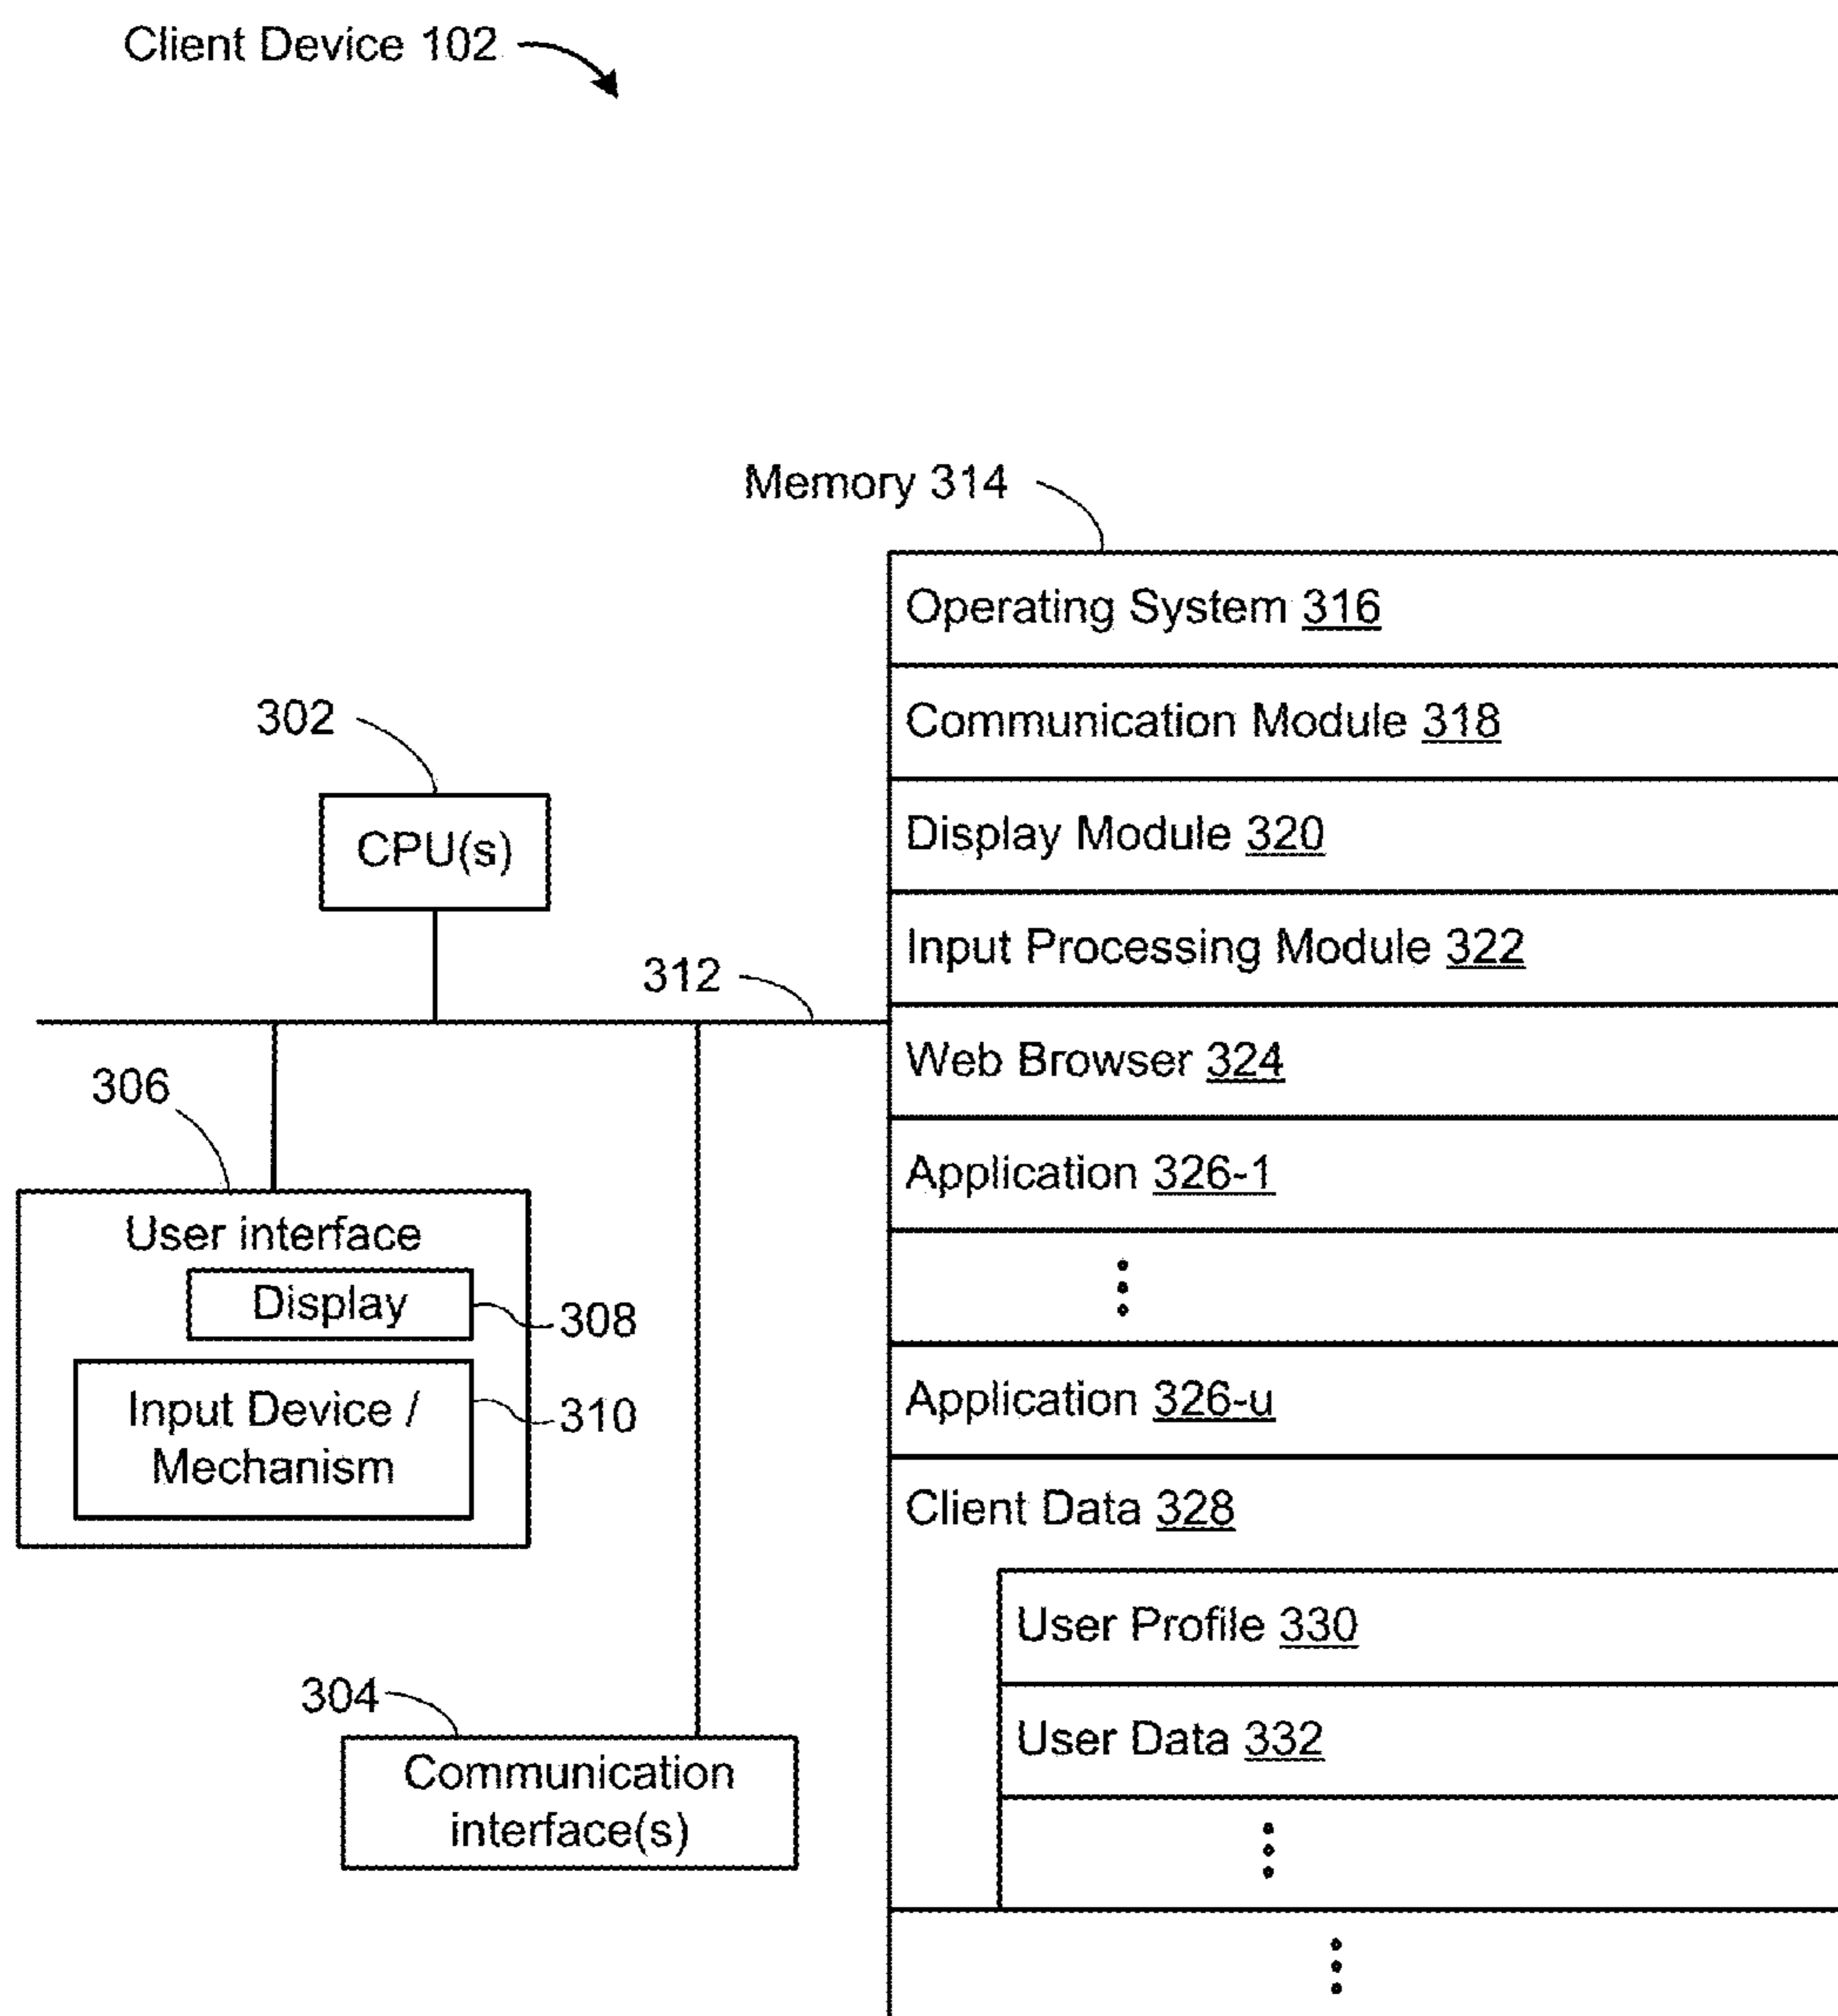 Client Device 102
Memory 314
Operating System 316
Communication Module 318
Display Module 320
Input Processing Module 322
Web Browser 324
Application 326-1
Application 326-u
Client Data 328
User Profile 330
User Data 332
302
CPU(s)
312
306
User interface
Display
308
Input Device /
Mechanism
310
304
Communication
interface(s)